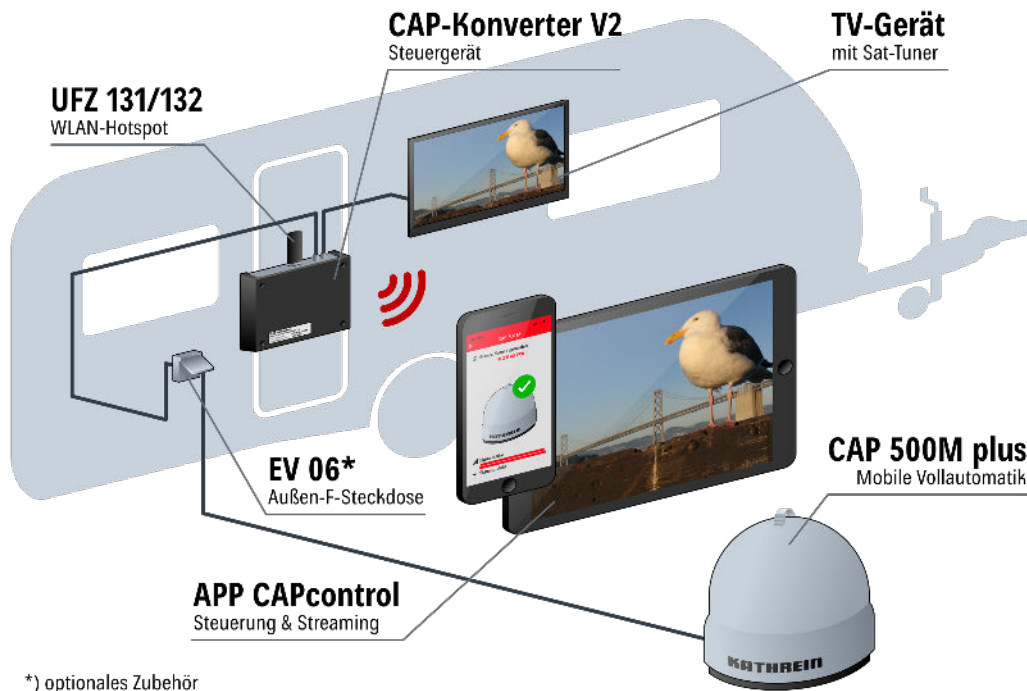 CAP-Konverter V2
Steuergerät
TV-Gerät
mit Sat-Tuner
UFZ 131/132
WLAN-Hotspot
EV 06*
Außen-F-Steckdose
CAP 500M plus
Mobile Vollautomatik
APP CAPcontrol
Steuerung & Streaming
KATHREIN
*) optionales Zubehör